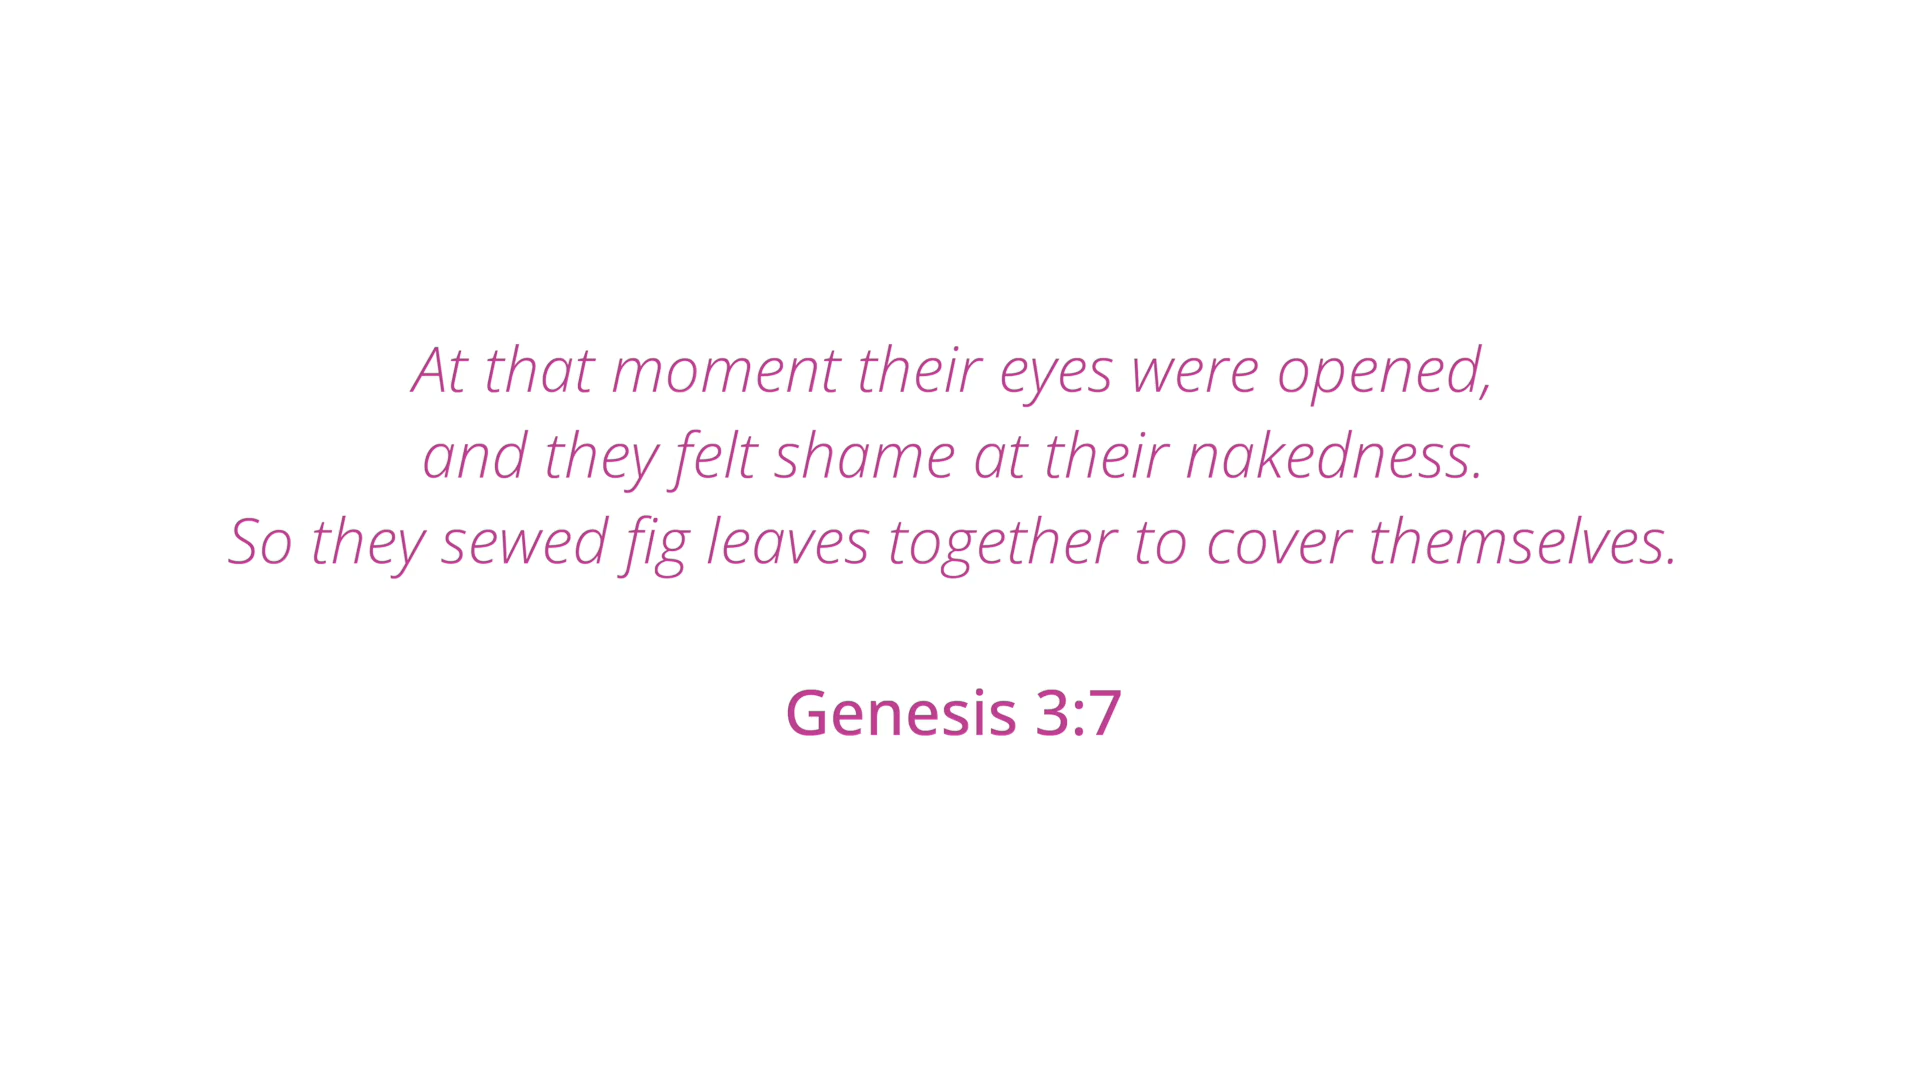 At that moment their eyes were opened,
and they felt shame at their nakedness.
So they sewed fig leaves together to cover themselves.
Genesis 3:7